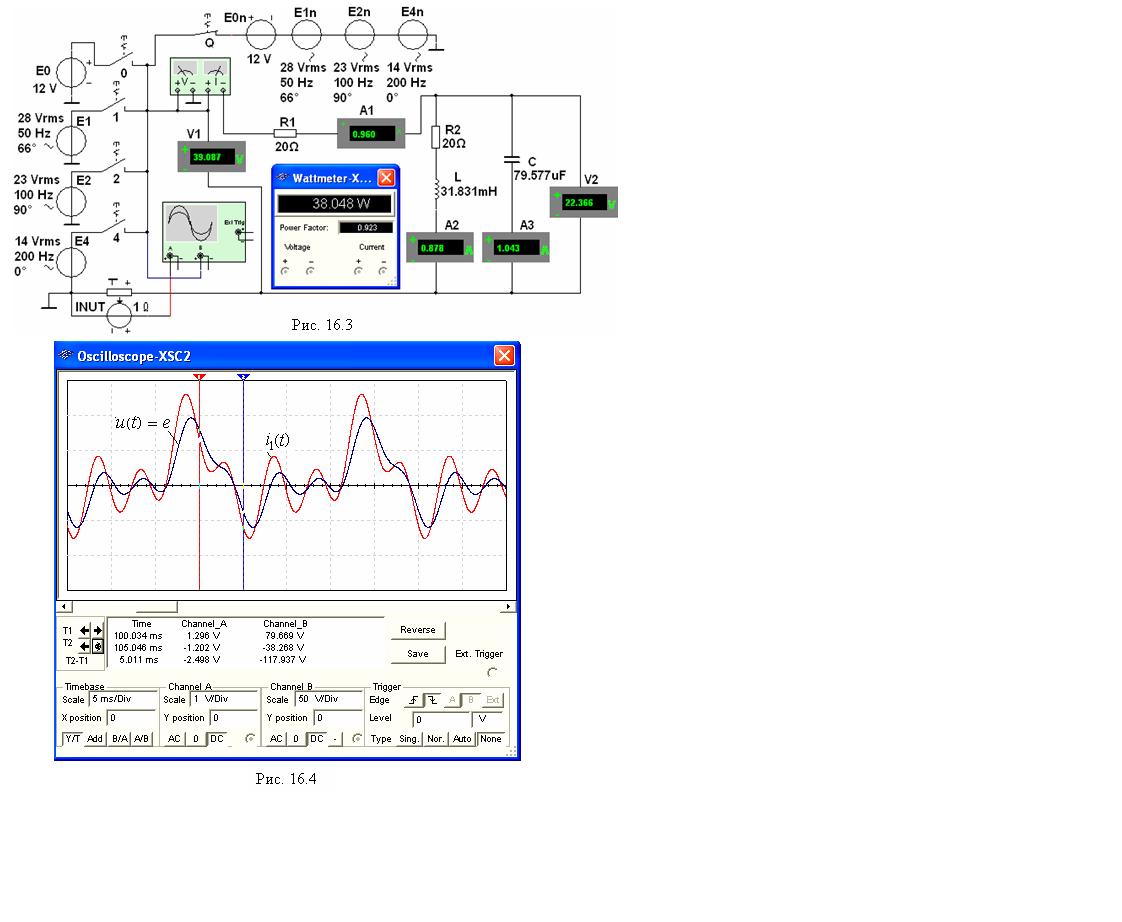 E0n + -
E1n
E2n
E4n
Q
12 V
28 Vrms
50 Hz
66°
23 Vrms
100 Hz
90°
14 Vrms
200 Hz
0°
E0
12 V
0
+
-
V
I
28 Vrms
50 Hz
66°
E1
1
R1
20Ω
A1
0.960
R2
20Ω
V1
39.087
C
79.577uF
23 Vrms
100 Hz
90°
E2
2
Wattmeter-X...
38.048 W
Power Factor: 0.923
Voltage Current
+ - + -
L
31.831mH
V2
22.366
14 Vrms
200 Hz
0°
E4
4
Ext Trig
A B
A2
0.878
A3
1.043
T +
INUT
1 Ω
- +
Рис. 16.3
Oscilloscope-XSC2
1 2
u(t) = e
i1(t)
Time Channel_A Channel_B
T1 100.034 ms 1.296 V 79.669 V
T2 105.046 ms -1.202 V -38.268 V
T2-T1 5.011 ms -2.498 V -117.937 V
Reverse
Save
Ext. Trigger
Timebase
Scale 5 ms/Div
X position 0
Y/T Add B/A A/B
Channel A
Scale 1 V/Div
Y position 0
AC 0 DC
Channel B
Scale 50 V/Div
Y position 0
AC 0 DC -
Trigger
Edge A B Ext
Level 0 V
Type Sing. Nor. Auto None
Рис. 16.4